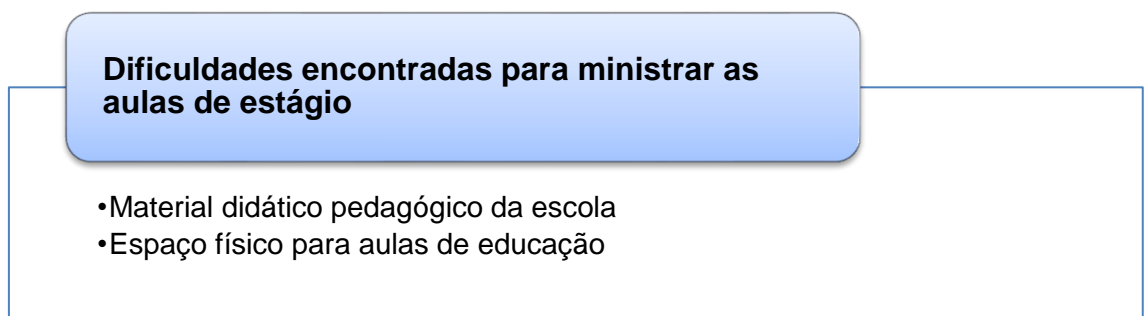 Dificuldades encontradas para ministrar as
aulas de estágio
•Material didático pedagógico da escola
•Espaço físico para aulas de educação